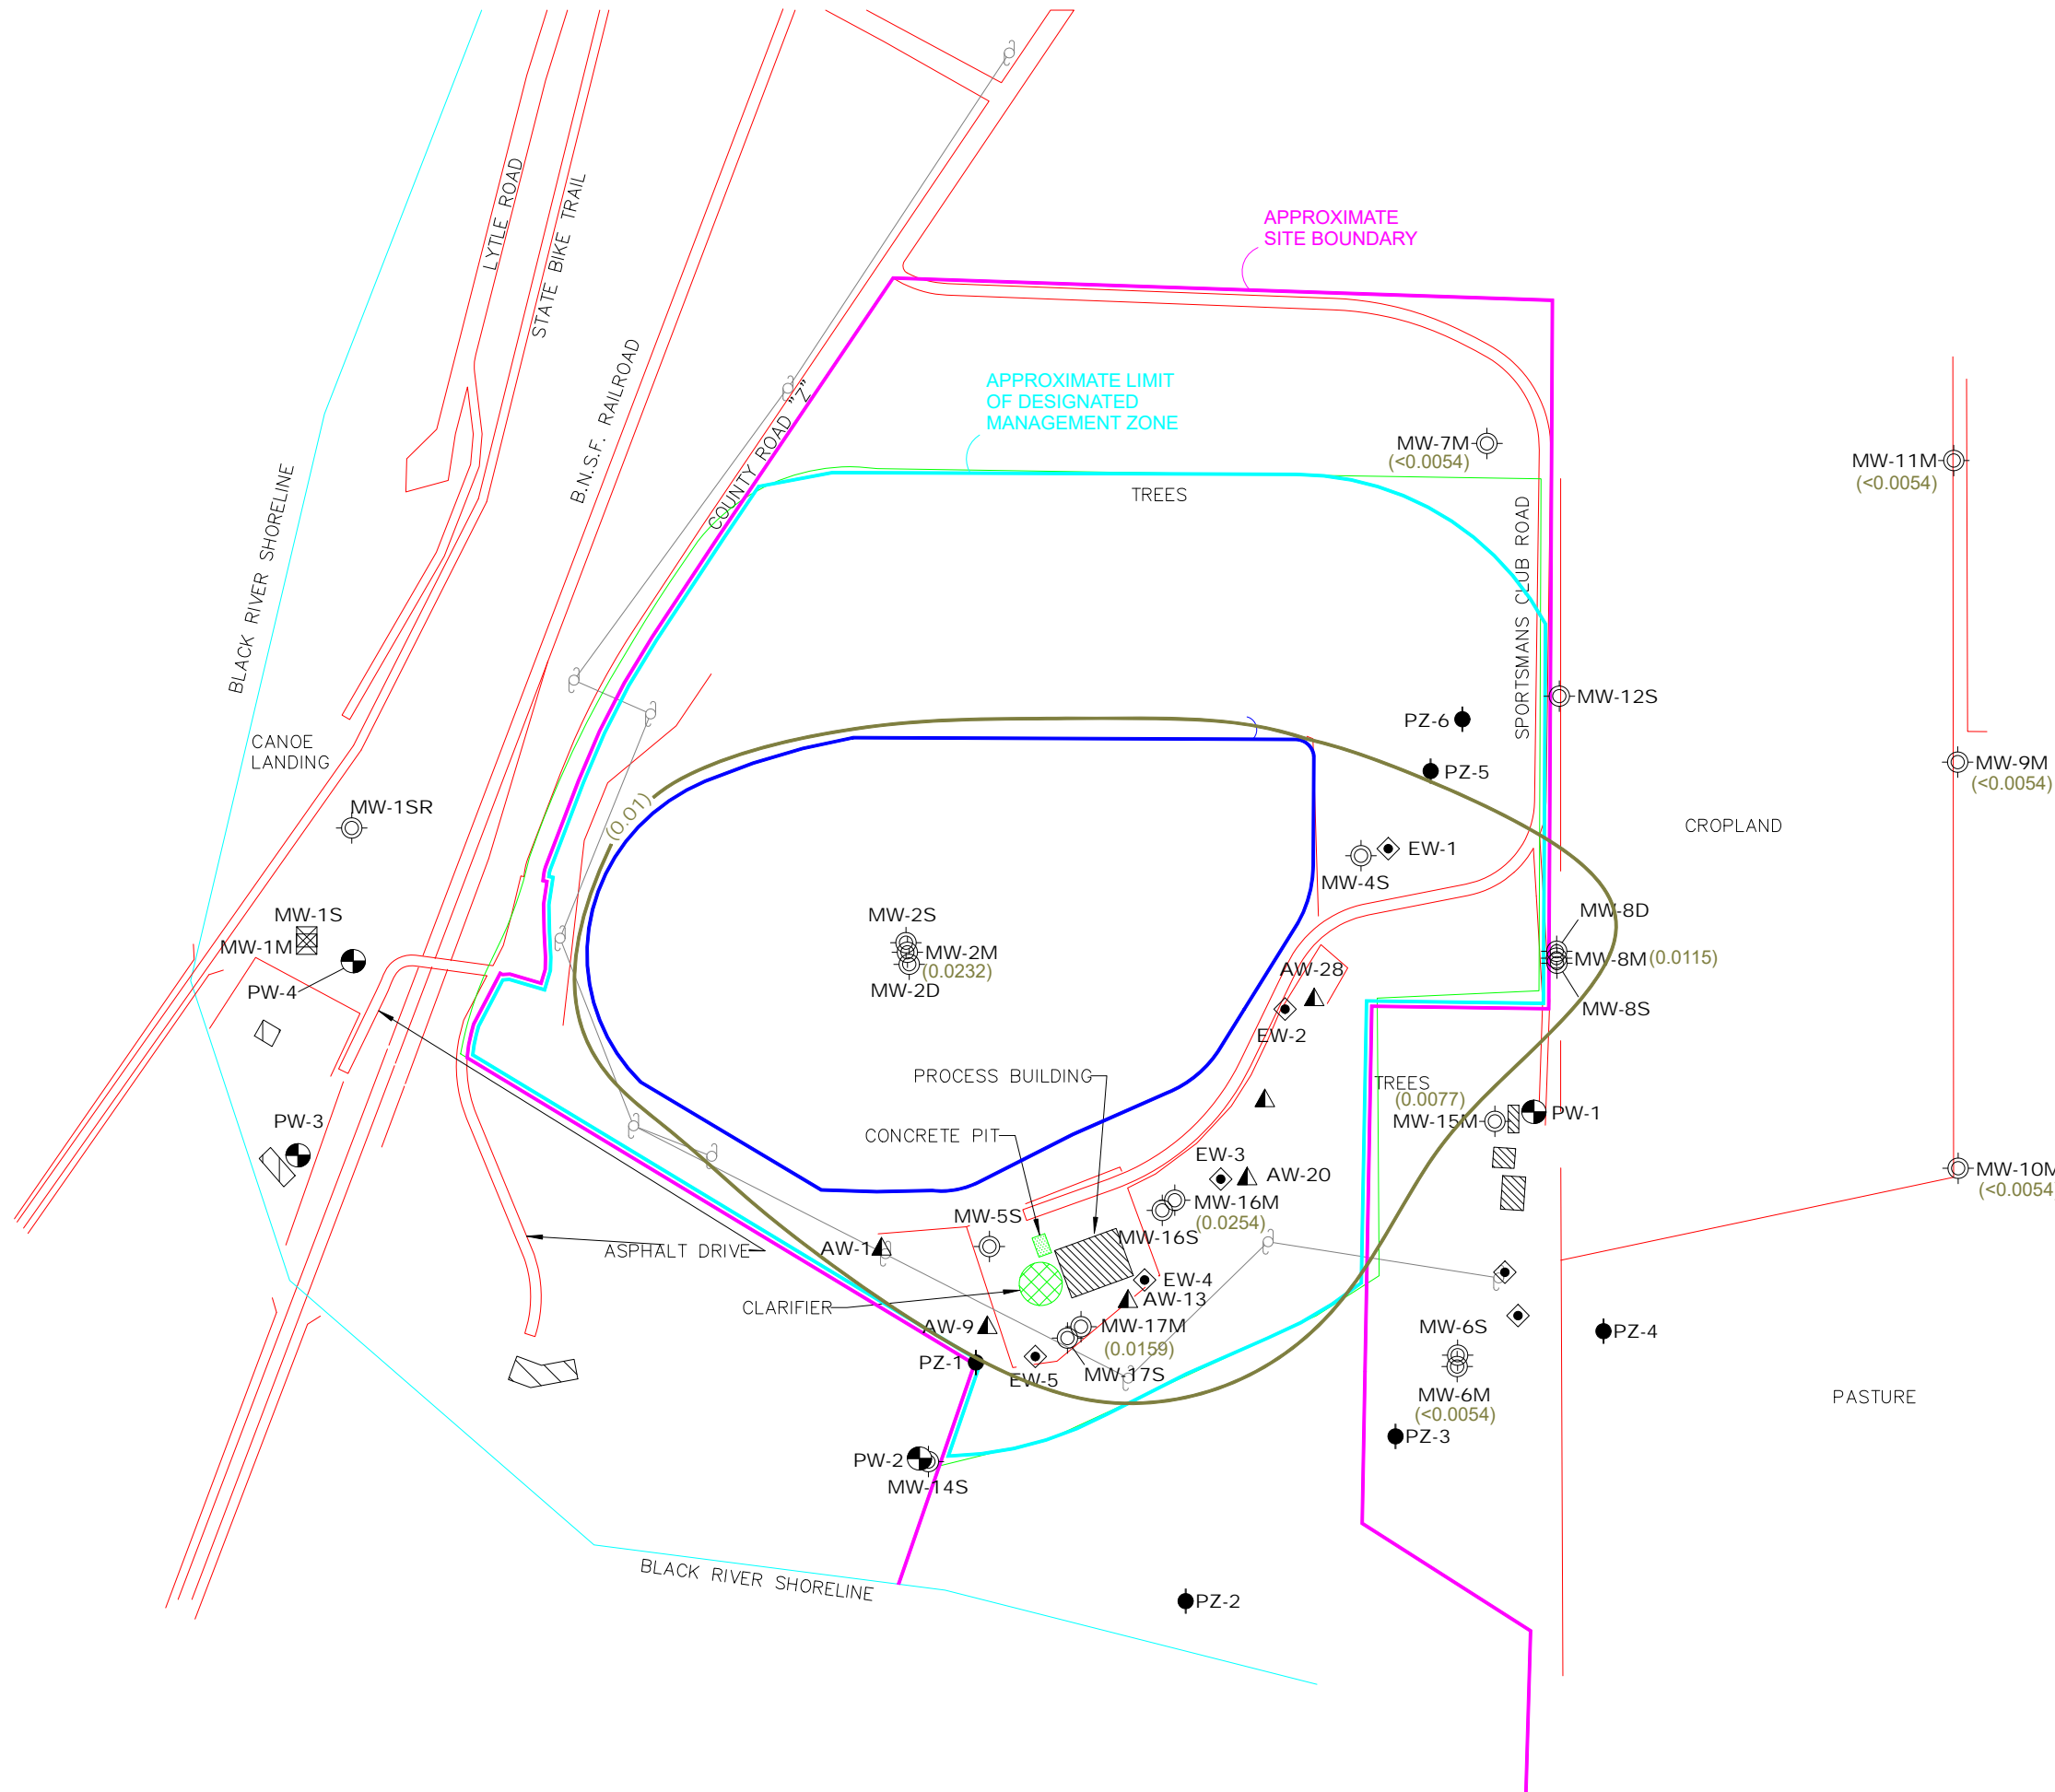 APPROXIMATE
SITE BOUNDARY
LYTLE ROAD
STATE BIKE TRAIL
B.N.S.F. RAILROAD
COUNTY ROAD "Z"
APPROXIMATE LIMIT
OF DESIGNATED
MANAGEMENT ZONE
MW-7M
(<0.0054)
MW-11M
(<0.0054)
TREES
BLACK RIVER SHORELINE
SPORTSMANS CLUB ROAD
MW-12S
PZ-6
PZ-5
CANOE
LANDING
MW-9M
(<0.0054)
MW-1SR
(0.01)
CROPLAND
EW-1
MW-4S
MW-1S
MW-1M
PW-4
MW-2S
MW-2M
(0.0232)
MW-2D
MW-8D
MW-8M (0.0115)
MW-8S
AW-28
EW-2
PROCESS BUILDING
TREES
(0.0077)
MW-15M
PW-1
PW-3
CONCRETE PIT
EW-3
AW-20
MW-10M
(<0.0054
MW-16M
(0.0254)
MW-5S
MW-16S
AW-1
ASPHALT DRIVE
EW-4
CLARIFIER
AW-13
AW-9
MW-17M
(0.0159)
MW-6S
PZ-4
PZ-1
EW-5
MW-17S
MW-6M
(<0.0054)
PASTURE
PZ-3
PW-2
MW-14S
BLACK RIVER SHORELINE
PZ-2